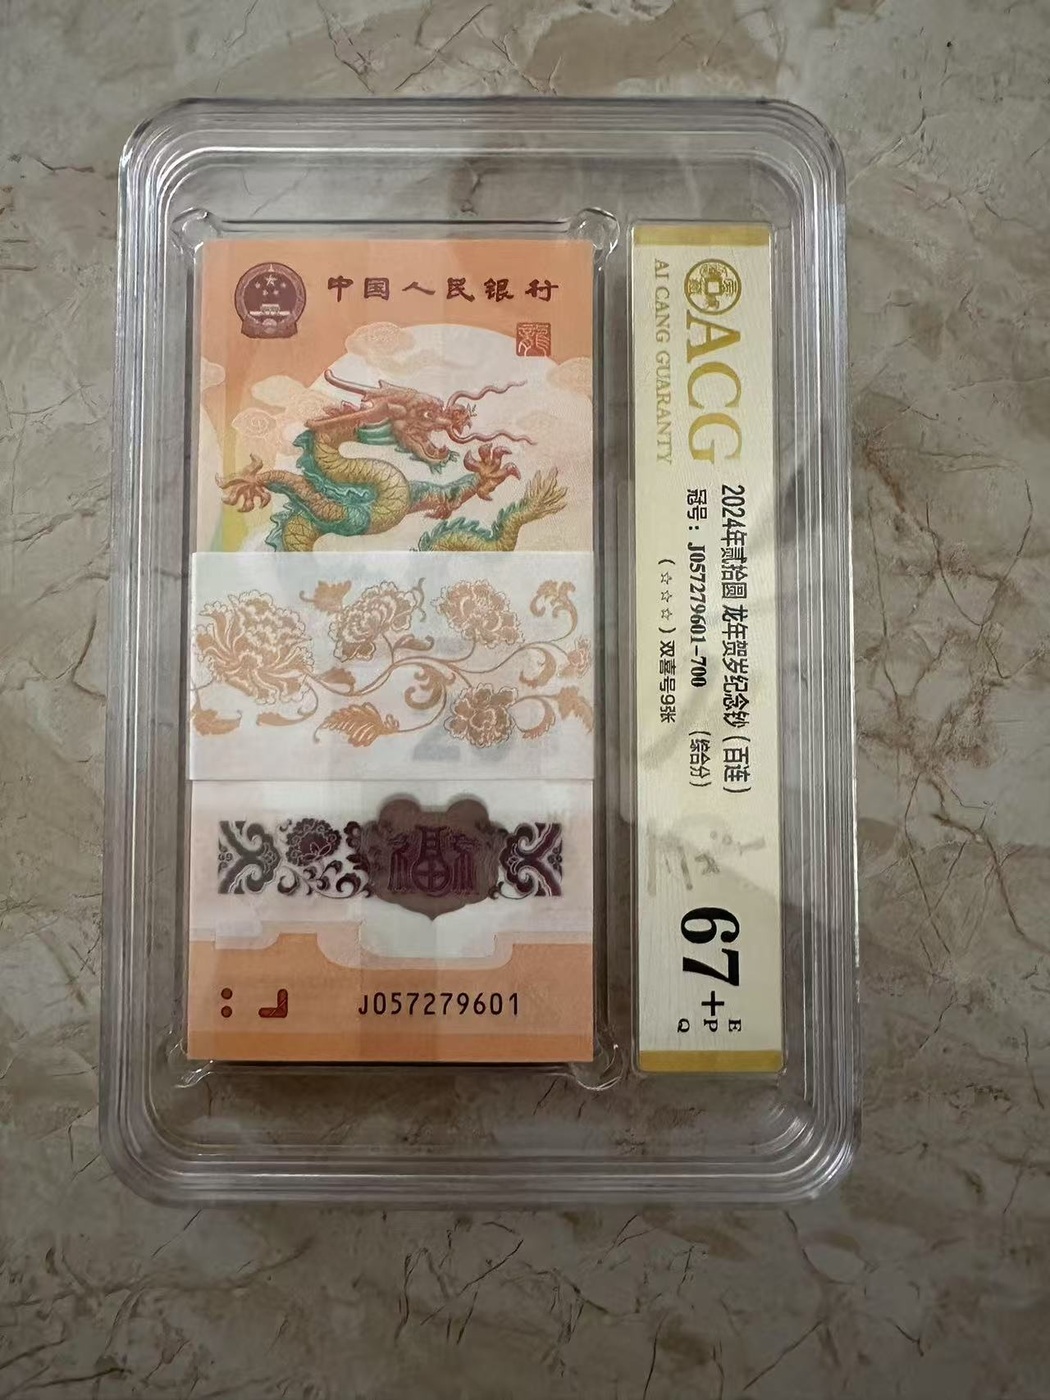 中国人民银行
龍
福
J057279601
ACG
AI CANG GUARANTY
2024年贰拾圆 龙年贺岁纪念钞（百连）
冠号：J057279601-700 （综合分）
（☆☆☆）双喜号9张
67+
E
P
Q